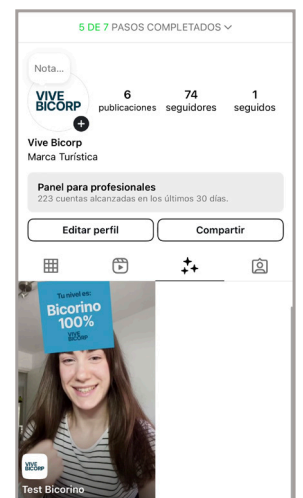 5 DE 7 PASOS COMPLETADOS
Nota...
VIVE
BICORP
6
publicaciones
74
seguidores
1
seguidos
Vive Bicorp
Marca Turística
Panel para profesionales
223 cuentas alcanzadas en los últimos 30 días.
Editar perfil
Compartir
Tu nivel es:
Bicorino
100%
VIVE
BICORP
VIVE
BICORP
Test Bicorino